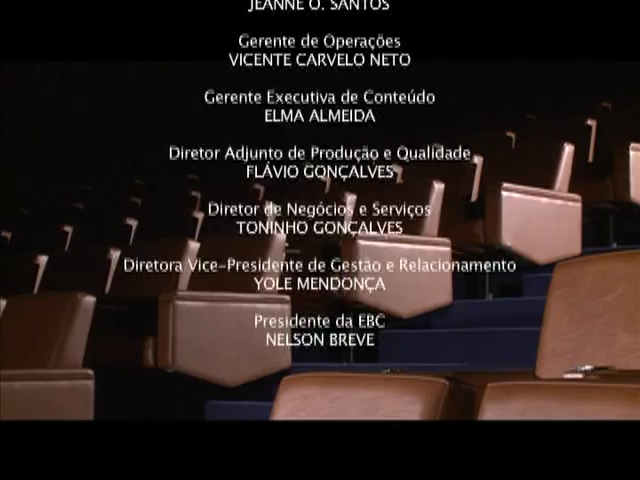 JEANNE O. SANTOS
Gerente de Operações
VICENTE CARVELO NETO
Gerente Executiva de Conteúdo
ELMA ALMEIDA
Diretor Adjunto de Produção e Qualidade
FLÁVIO GONÇALVES
Diretor de Negócios e Serviços
TONINHO GONÇALVES
Diretora Vice-Presidente de Gestão e Relacionamento
YOLE MENDONÇA
Presidente da EBC
NELSON BREVE